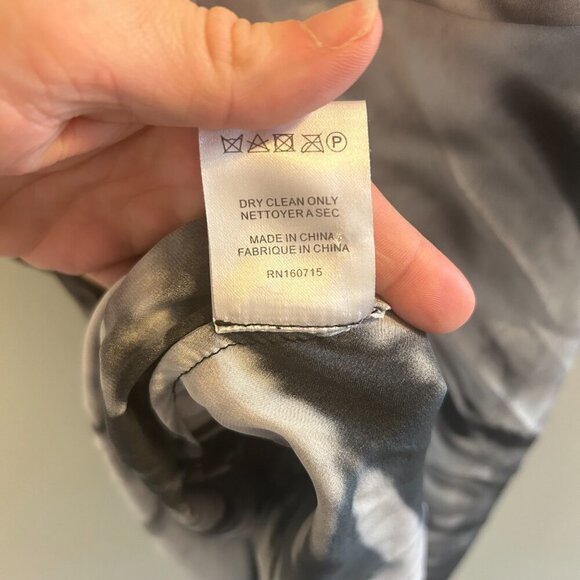 P
DRY CLEAN ONLY
NETTOYER A SEC
MADE IN CHINA
FABRIQUE IN CHINA
RN160715